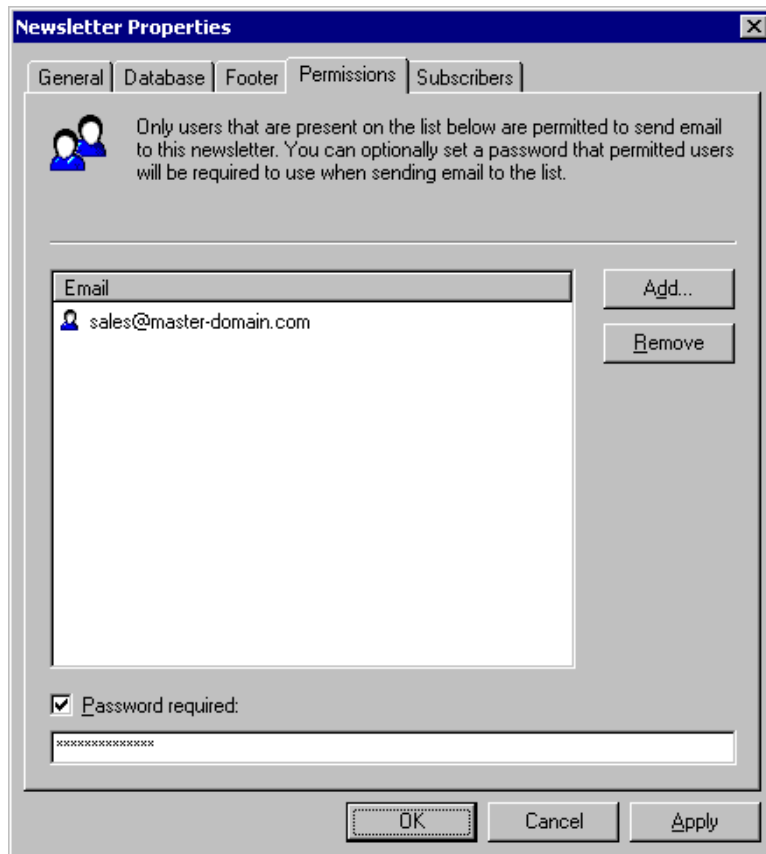 Newsletter Properties
General Database Footer Permissions Subscribers
Only users that are present on the list below are permitted to send email
to this newsletter. You can optionally set a password that permitted users
will be required to use when sending email to the list.
Email
Add...
sales@master-domain.com
Remove
Password required:
xxxxxxxxxxxxxx
OK Cancel Apply